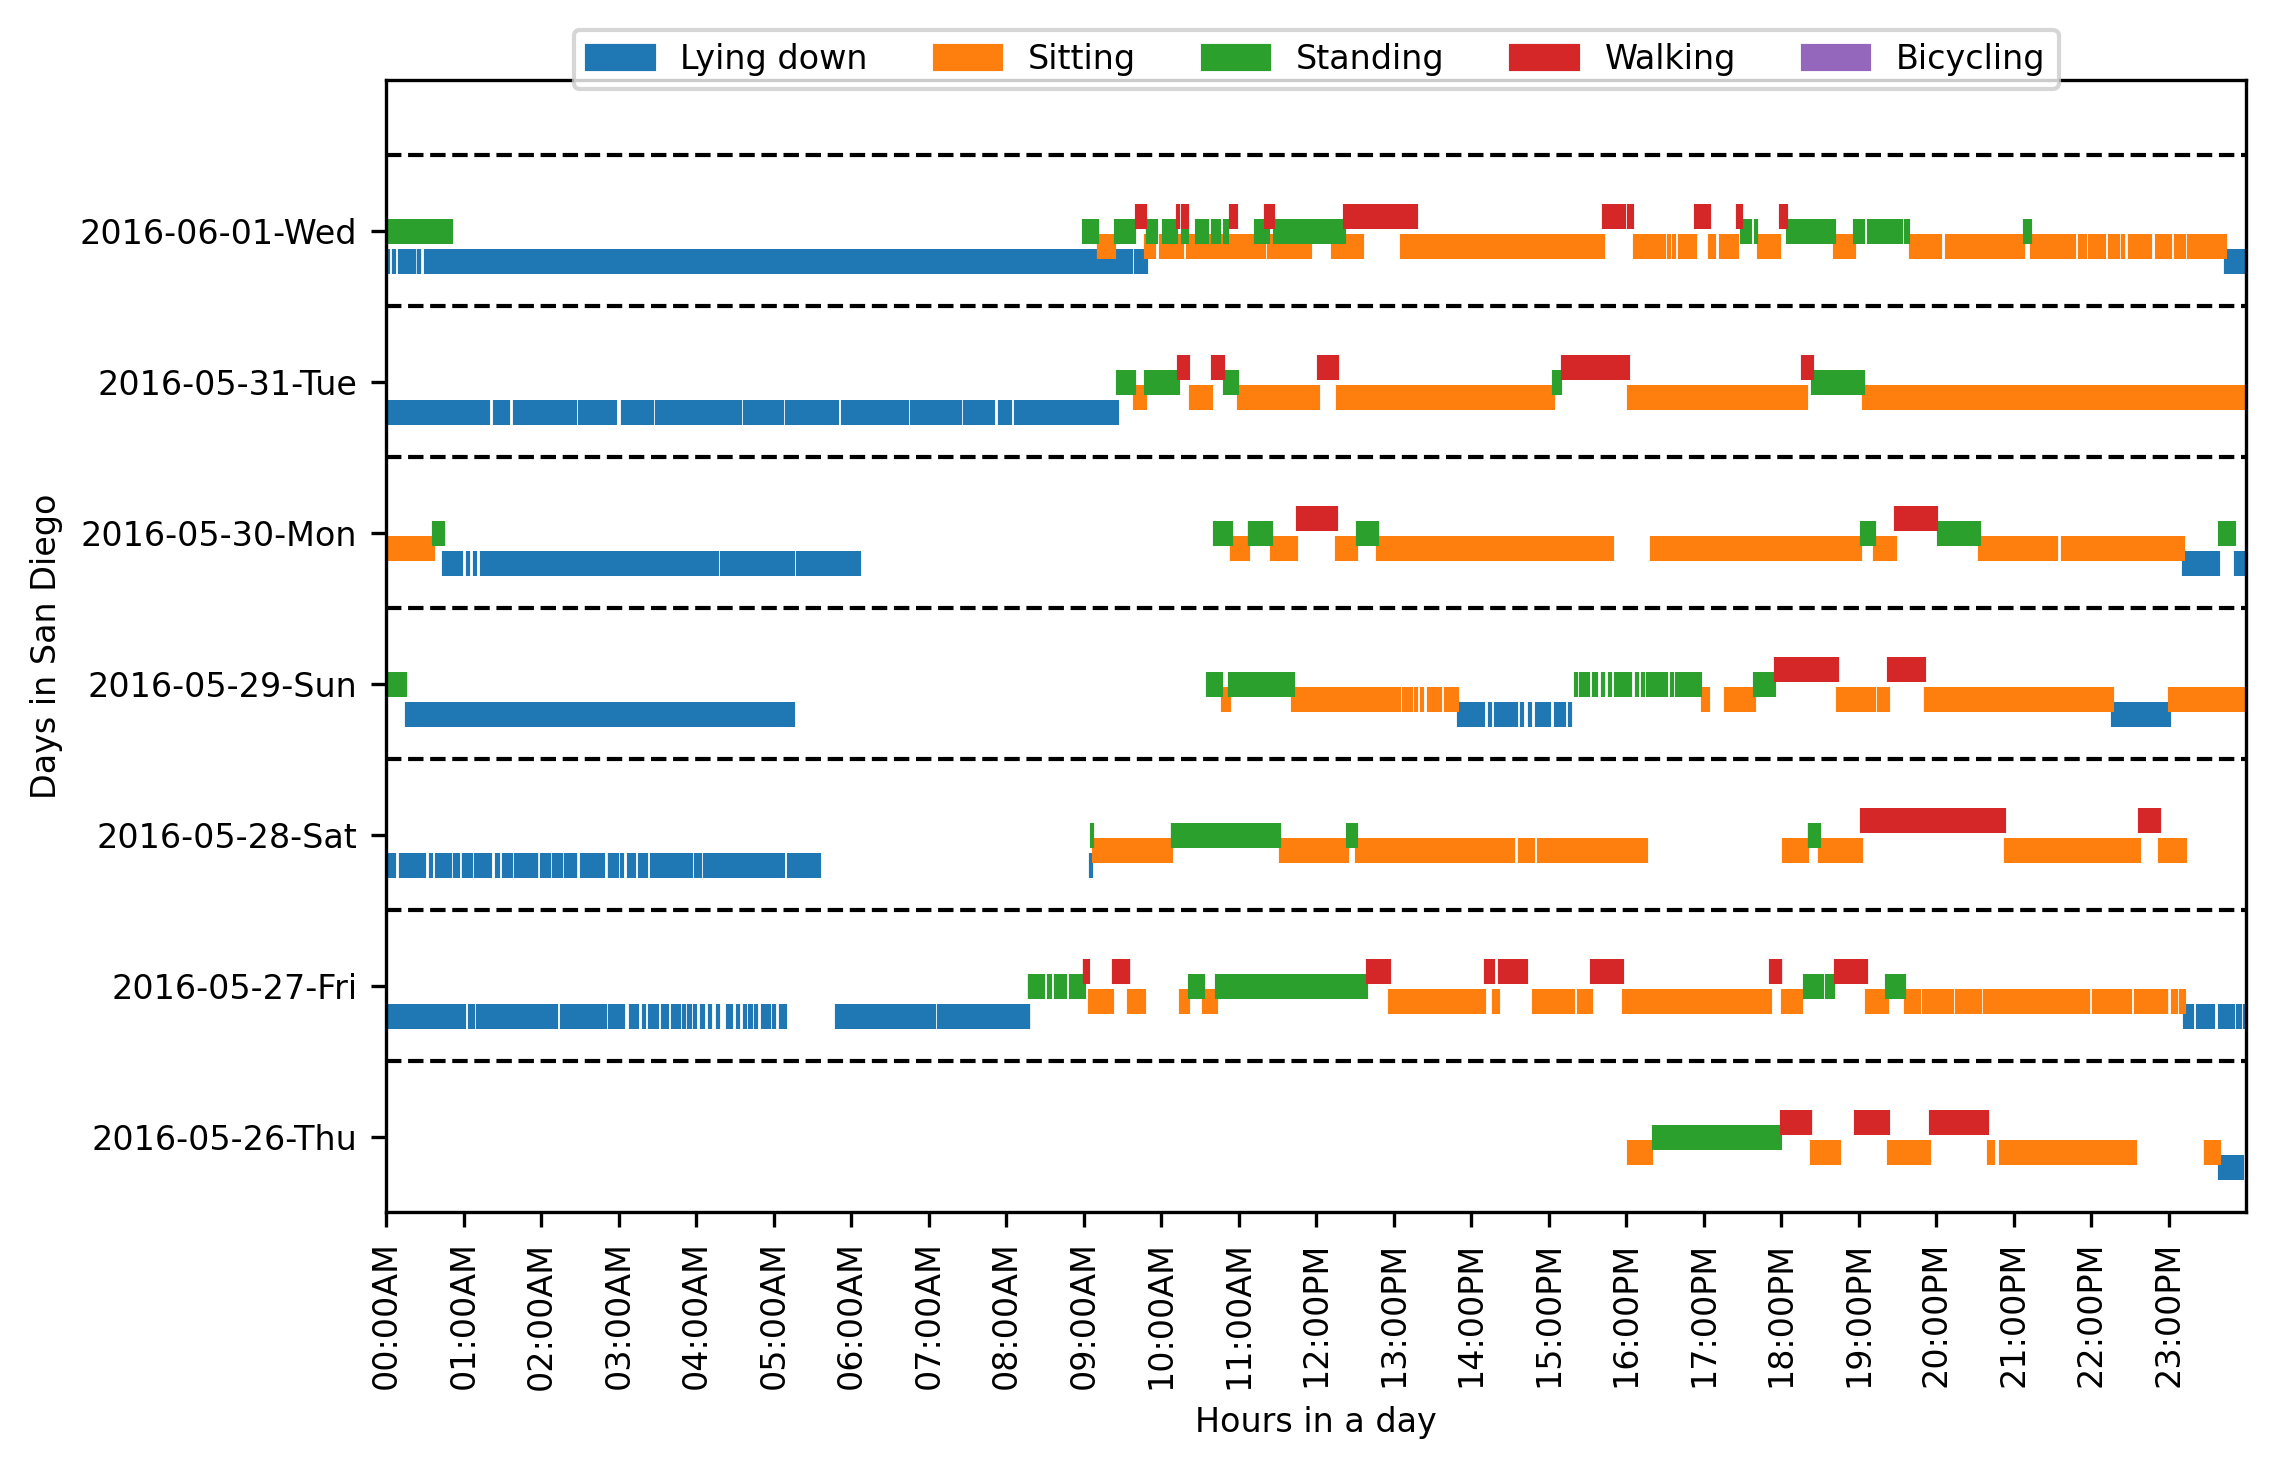 Lying down Sitting Standing Walking Bicycling
2016-06-01-Wed
2016-05-31-Tue
2016-05-30-Mon
2016-05-29-Sun
2016-05-28-Sat
2016-05-27-Fri
2016-05-26-Thu
Days in San Diego
00:00AM 01:00AM 02:00AM 03:00AM 04:00AM 05:00AM 06:00AM 07:00AM 08:00AM 09:00AM 10:00AM 11:00AM 12:00PM 13:00PM 14:00PM 15:00PM 16:00PM 17:00PM 18:00PM 19:00PM 20:00PM 21:00PM 22:00PM 23:00PM
Hours in a day